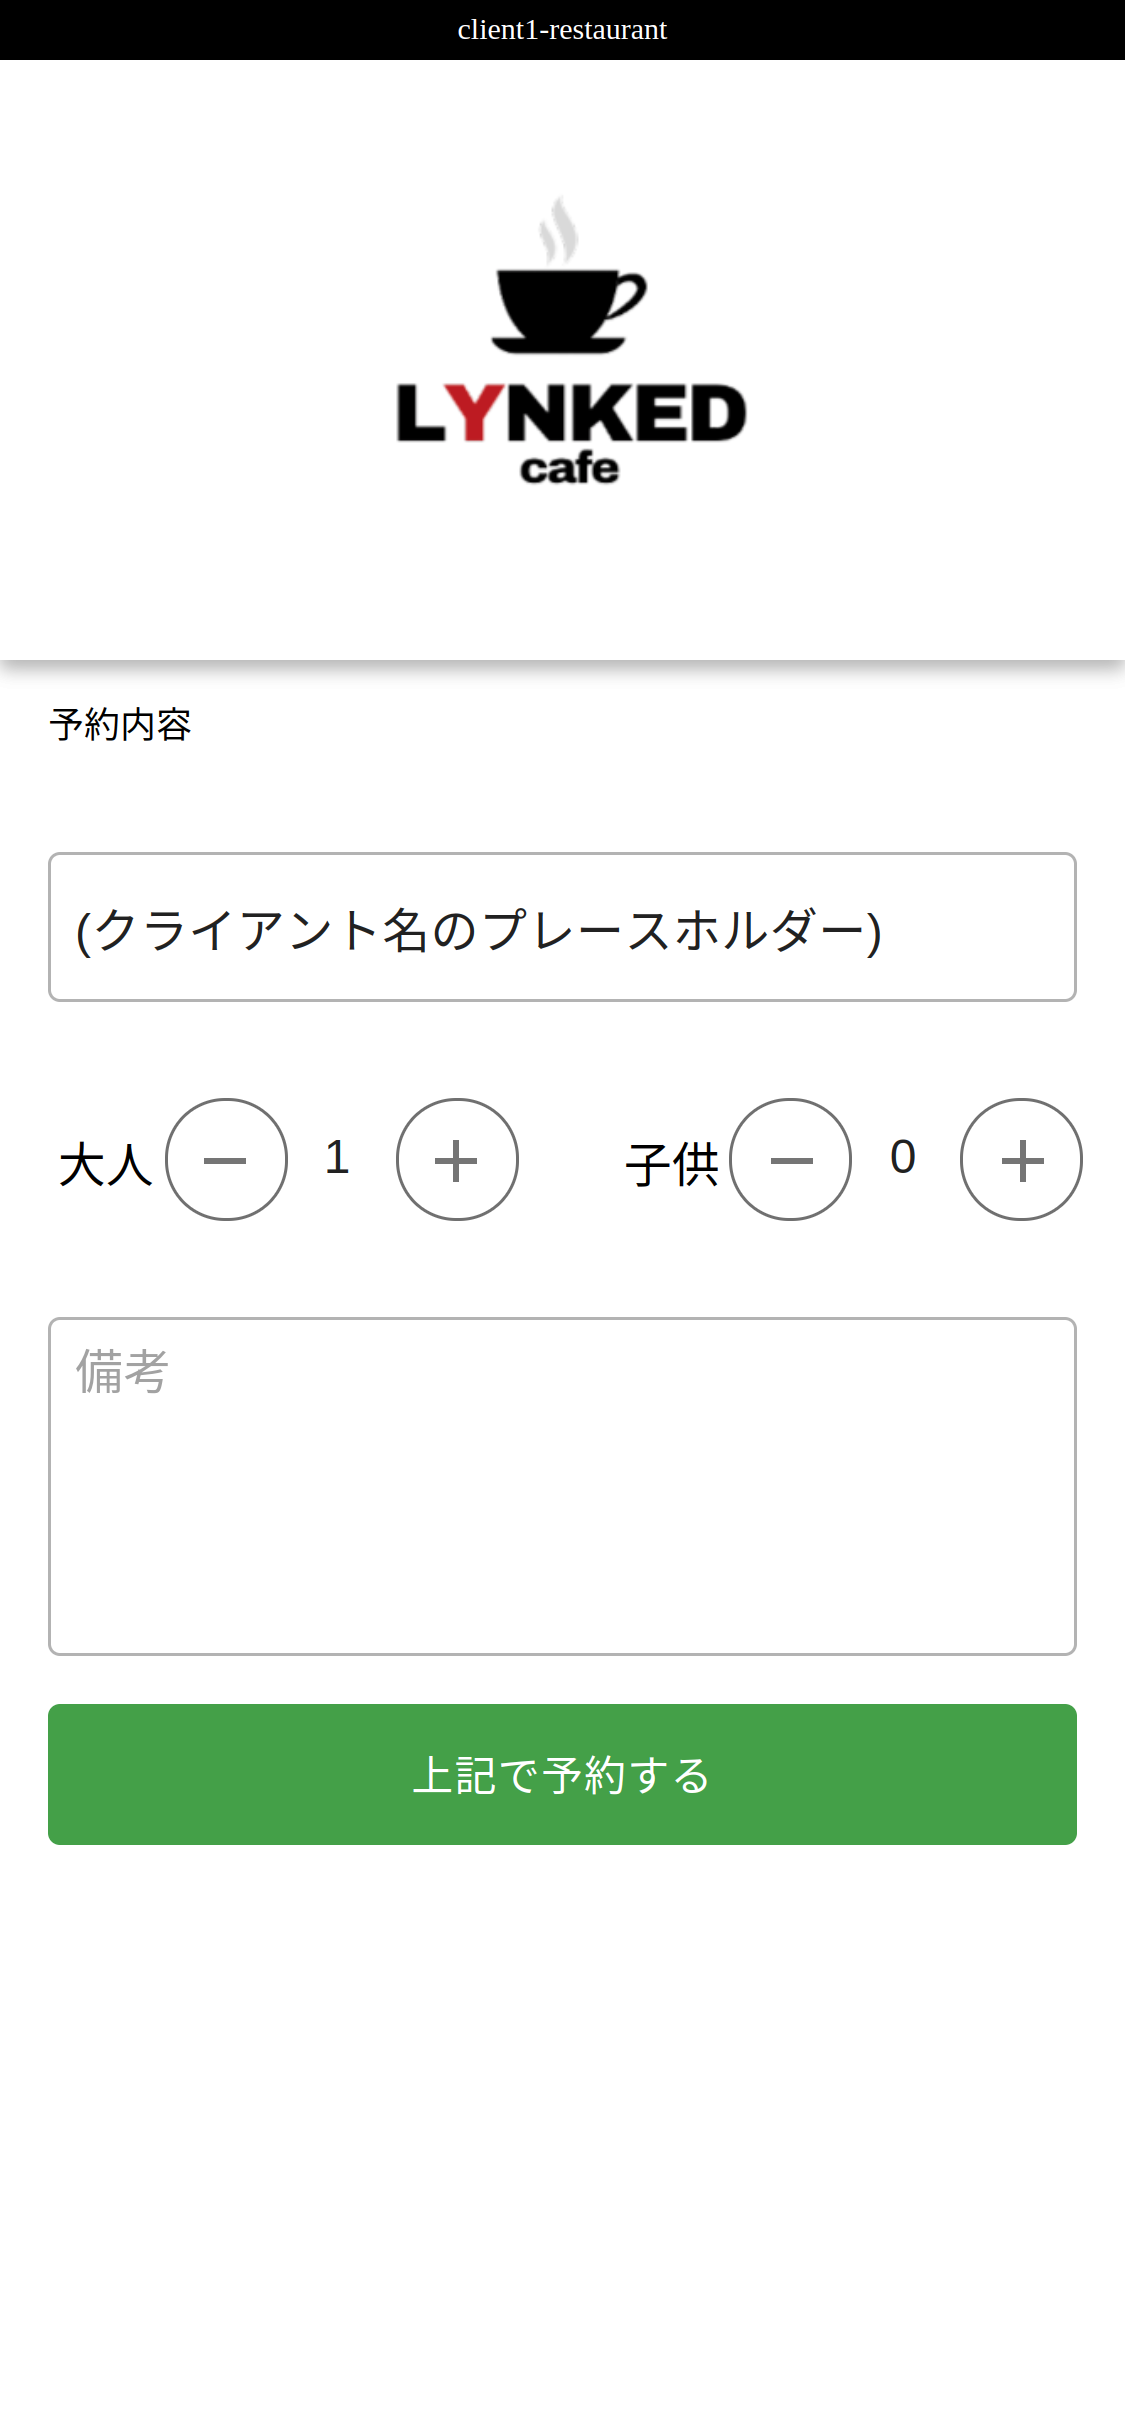 client1-restaurant
LYNKED
cafe
予約内容
(クライアント名のプレースホルダー)
大人 1 子供 0
備考
上記で予約する